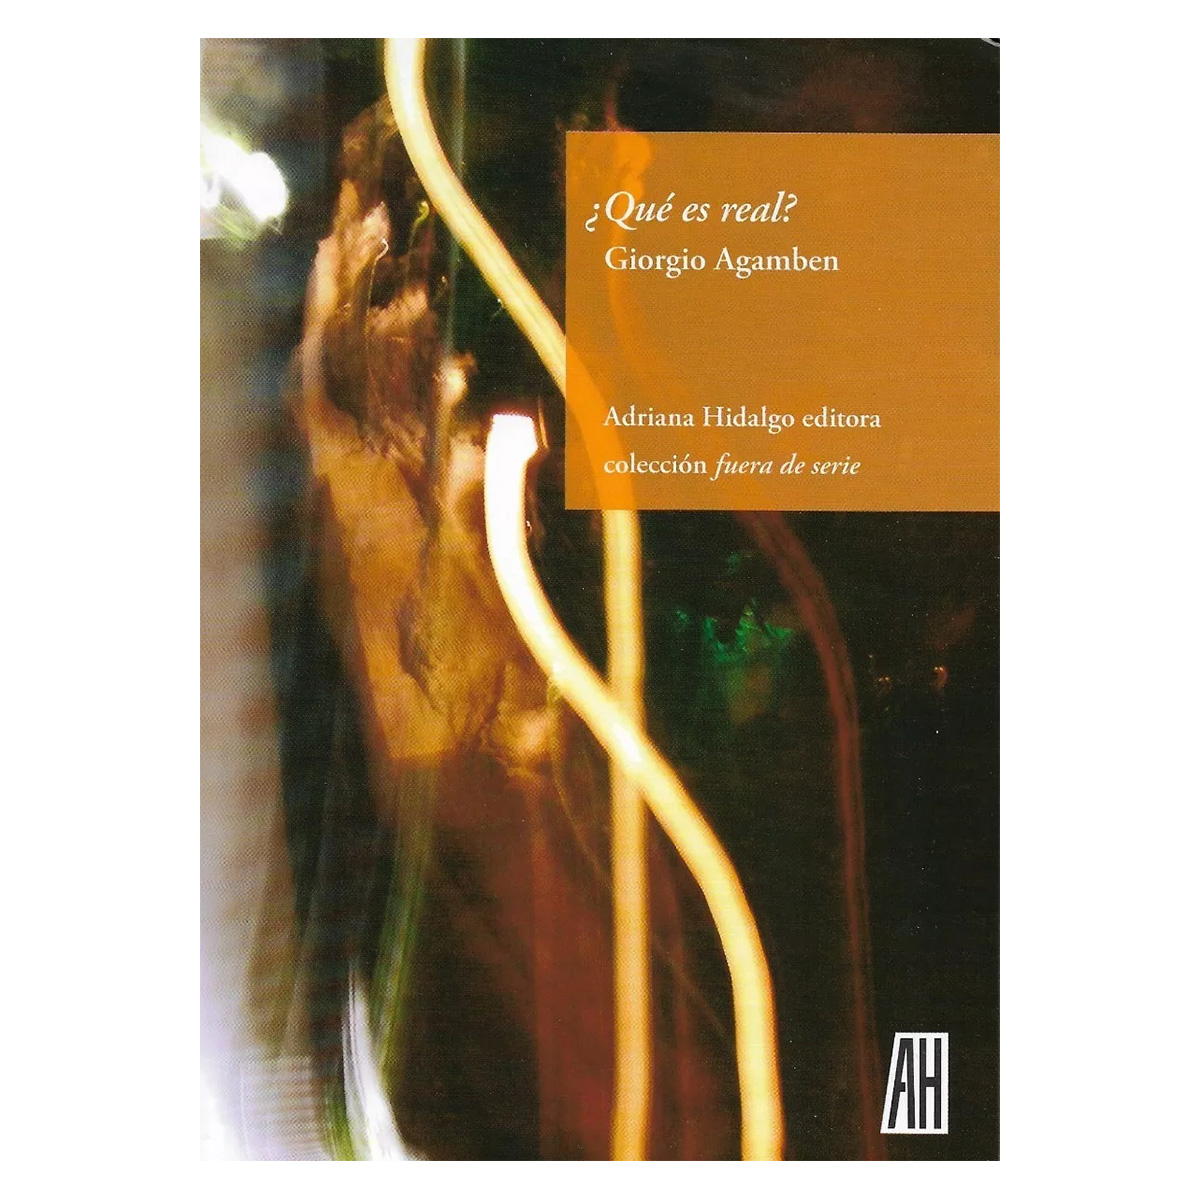 ¿Qué es real?
Giorgio Agamben
Adriana Hidalgo editora
colección fuera de serie
AH